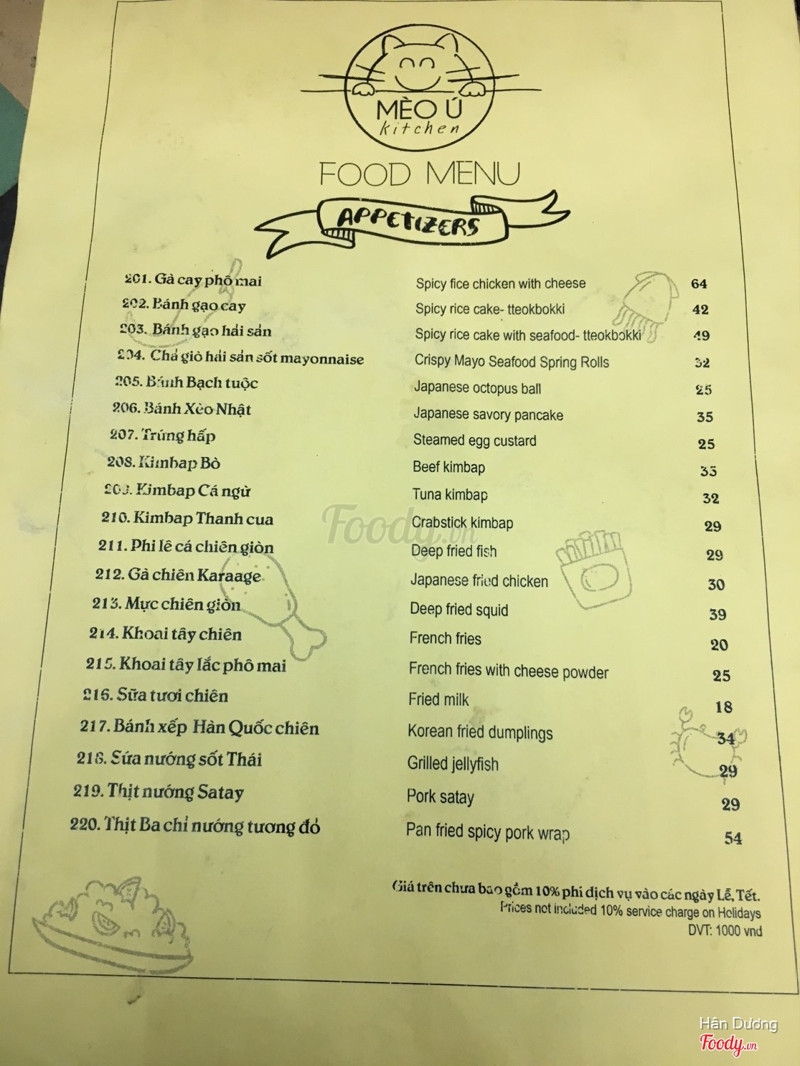 MÈO Ú
kitchen
FOOD MENU
APPETIZERS
201. Gà cay phô mai Spicy fice chicken with cheese 64
202. Bánh gạo cay Spicy rice cake- tteokbokki 42
203. Bánh gạo hải sản Spicy rice cake with seafood- tteokbokki 49
204. Chả giò hải sản sốt mayonnaise Crispy Mayo Seafood Spring Rolls 32
205. Bánh Bạch tuộc Japanese octopus ball 25
206. Bánh Xèo Nhật Japanese savory pancake 35
207. Trứng hấp Steamed egg custard 25
208. Kimbap Bò Beef kimbap 35
209. Kimbap Cá ngừ Tuna kimbap 32
210. Kimbap Thanh cua Crabstick kimbap 29
211. Phi lê cá chiên giòn Deep fried fish 29
212. Gà chiên Karaage Japanese fried chicken 30
213. Mực chiên giòn Deep fried squid 39
214. Khoai tây chiên French fries 20
215. Khoai tây lắc phô mai French fries with cheese powder 25
216. Sữa tươi chiên Fried milk 18
217. Bánh xếp Hàn Quốc chiên Korean fried dumplings 34
218. Sứa nướng sốt Thái Grilled jellyfish 29
219. Thịt nướng Satay Pork satay 29
220. Thịt Ba chỉ nướng tương đỏ Pan fried spicy pork wrap 54
Giá trên chưa bao gồm 10% phí dịch vụ vào các ngày Lễ, Tết.
Prices not included 10% service charge on Holidays
DVT: 1000 vnd
Foody.vn
Hân Dương
Foody.vn